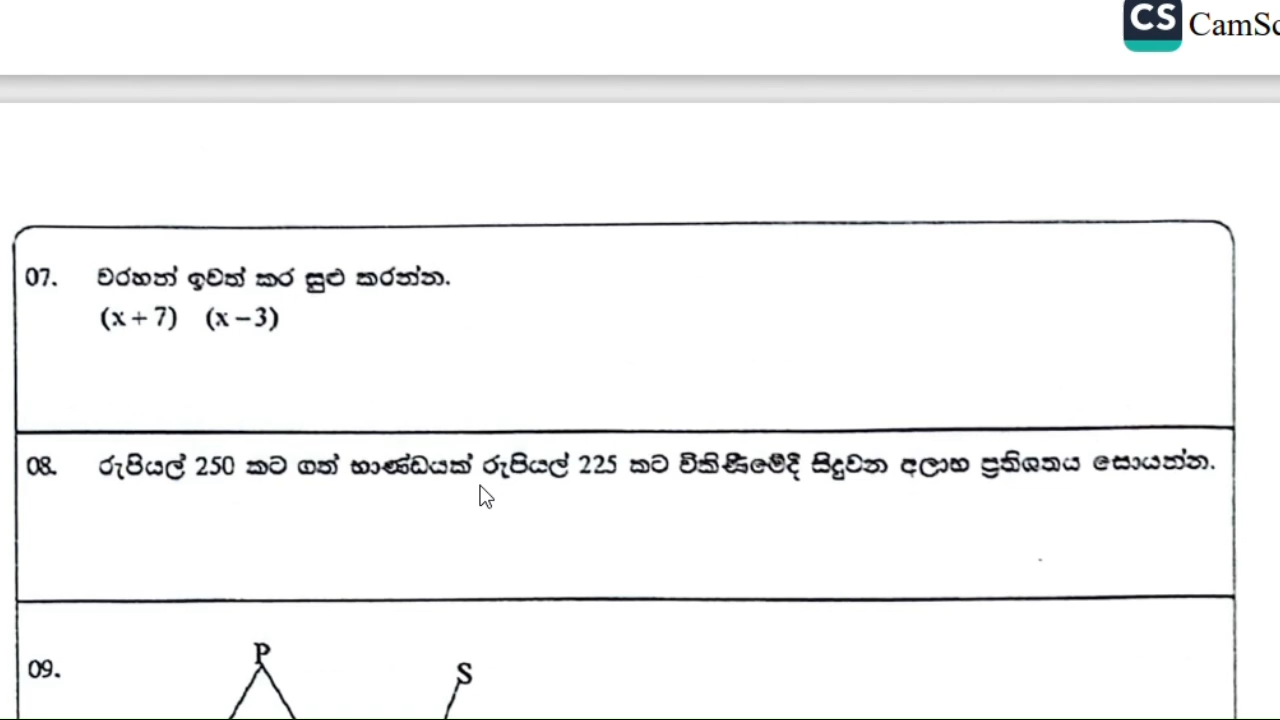 CS CamSc
07. වරහන් ඉවත් කර සුළු කරන්න.
(x + 7) (x – 3)
08. රුපියල් 250 කට ගත් භාණ්ඩයක් රුපියල් 225 කට විකිණීමේදී සිදුවන අලාභ ප්‍රතිශතය සොයන්න.
09.
P
S